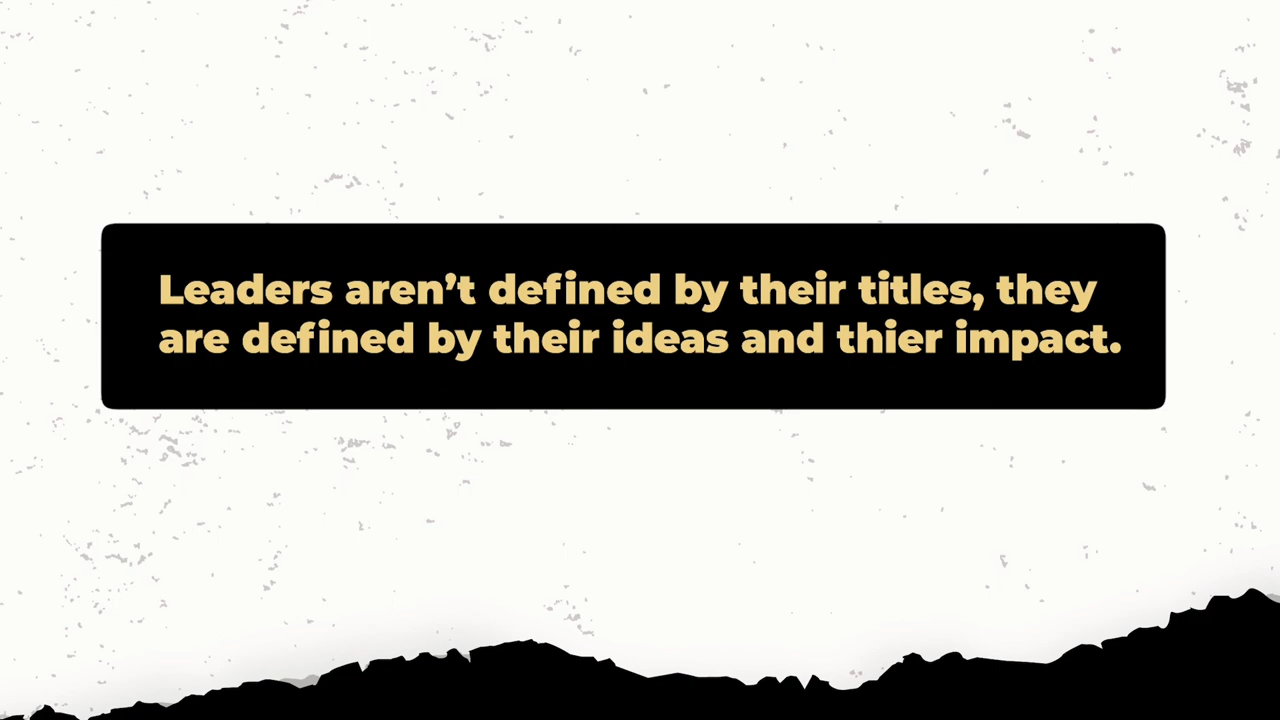 Leaders aren’t defined by their titles, they
are defined by their ideas and thier impact.